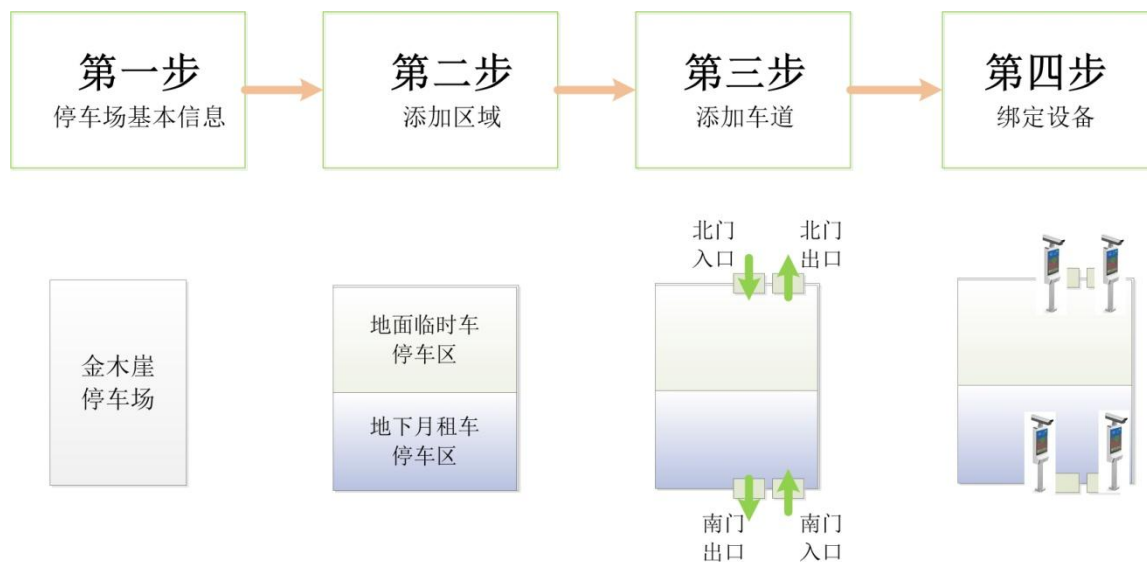 第一步
停车场基本信息
第二步
添加区域
第三步
添加车道
第四步
绑定设备
金木崖
停车场
地面临时车
停车区
地下月租车
停车区
北门
入口
北门
出口
南门
出口
南门
入口